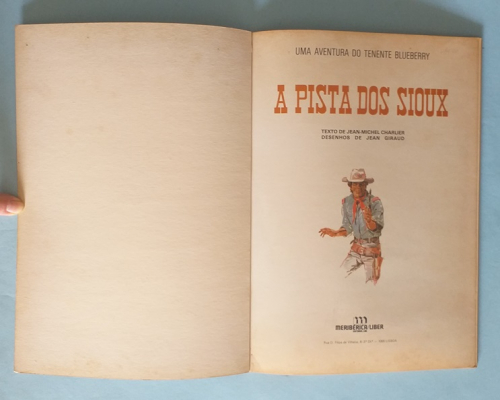 UMA AVENTURA DO TENENTE BLUEBERRY
A PISTA DOS SIOUX
TEXTO DE JEAN-MICHEL CHARLIER
DESENHOS DE JEAN GIRAUD
MERIBÉRICA/LIBER